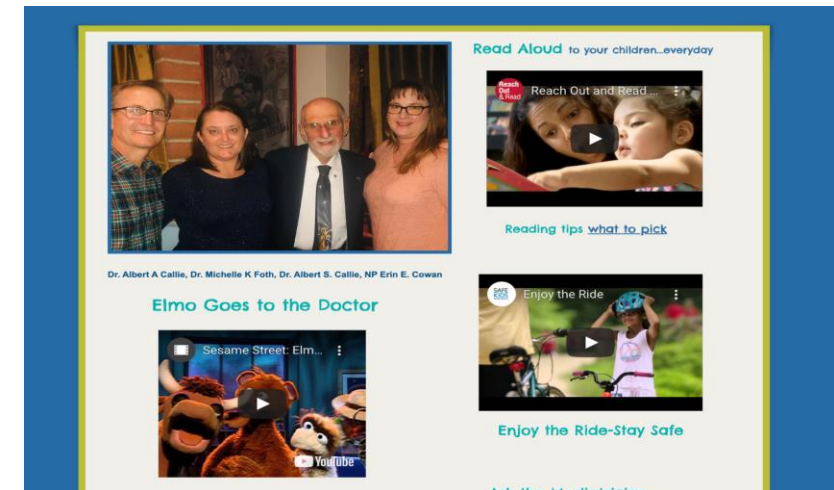 Read Aloud to your children...everyday
Reach Out & Read
Reach Out and Read ...
Reading tips what to pick
Dr. Albert A Callie, Dr. Michelle K Foth, Dr. Albert S. Callie, NP Erin E. Cowan
Elmo Goes to the Doctor
Sesame Street: Elm...
YouTube
SAFE KIDS
Enjoy the Ride
Enjoy the Ride-Stay Safe